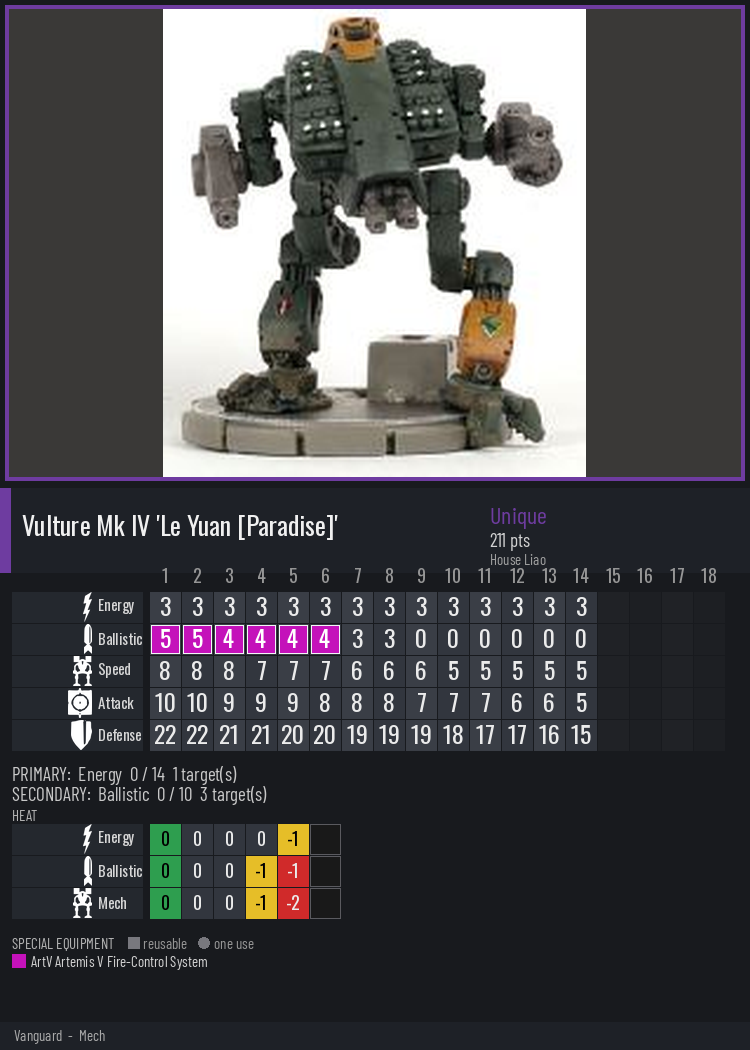 Vulture Mk IV 'Le Yuan [Paradise]'
Unique
211 pts
House Liao
1 2 3 4 5 6 7 8 9 10 11 12 13 14 15 16 17 18
Energy 3 3 3 3 3 3 3 3 3 3 3 3 3 3
Ballistic 5 5 4 4 4 4 3 3 0 0 0 0 0 0
Speed 8 8 8 7 7 7 6 6 6 5 5 5 5 5
Attack 10 10 9 9 9 8 8 8 7 7 7 6 6 5
Defense 22 22 21 21 20 20 19 19 19 18 17 17 16 15
PRIMARY: Energy 0 / 14 1 target(s)
SECONDARY: Ballistic 0 / 10 3 target(s)
HEAT
Energy 0 0 0 0 -1
Ballistic 0 0 0 -1 -1
Mech 0 0 0 -1 -2
SPECIAL EQUIPMENT reusable one use
ArtV Artemis V Fire-Control System
Vanguard - Mech